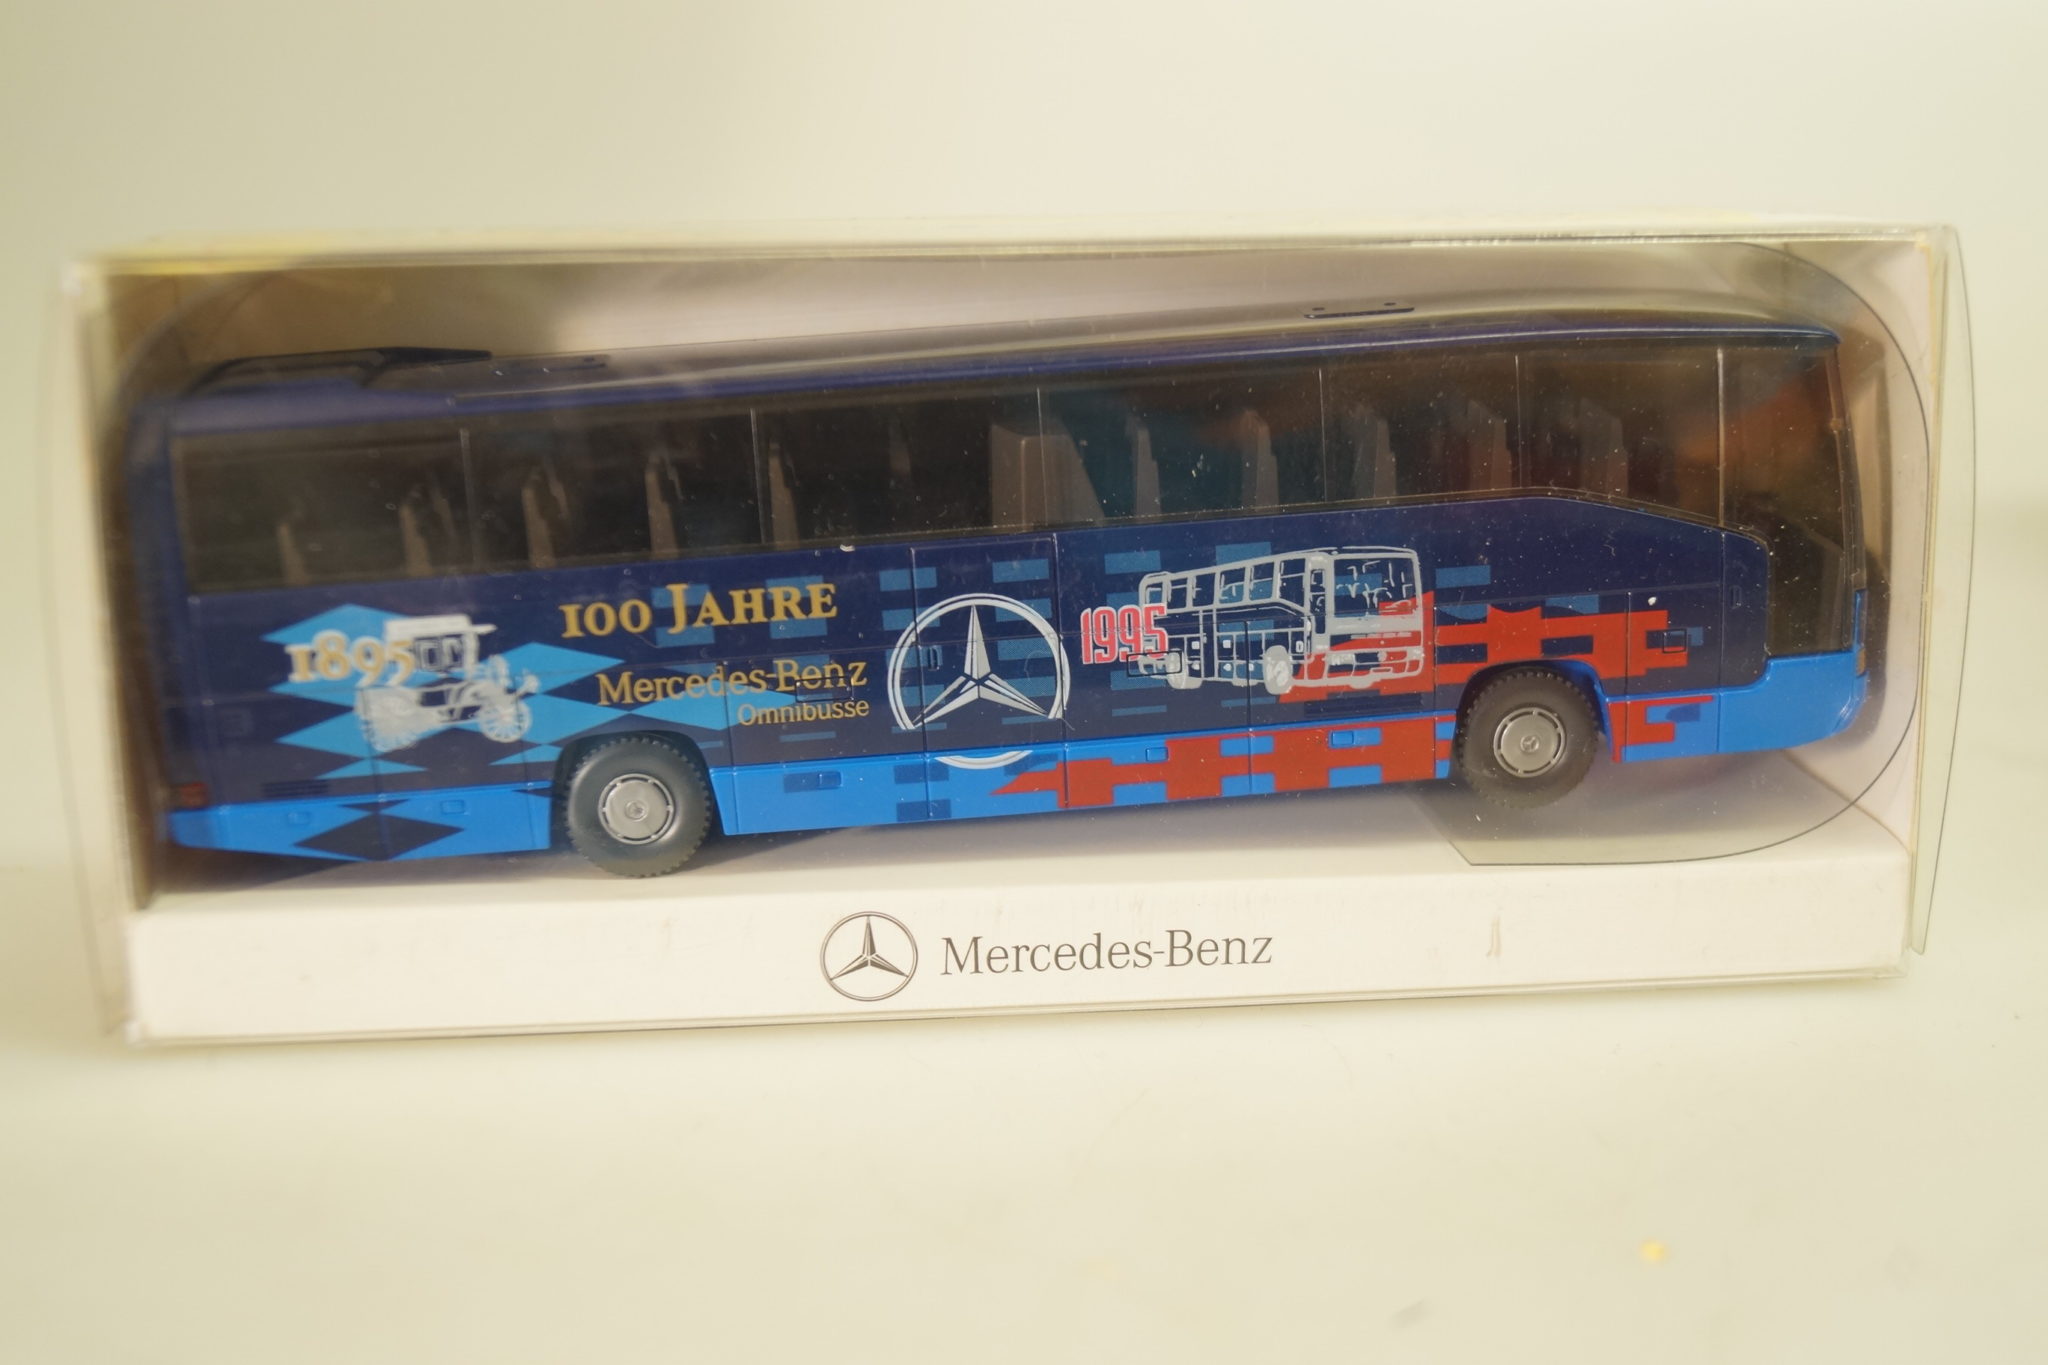 1895
100 JAHRE
Mercedes-Benz
Omnibusse
1995
Mercedes-Benz